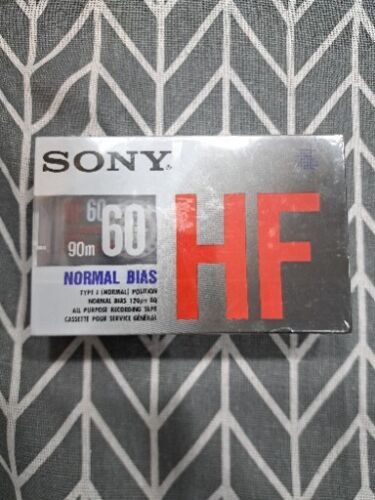 SONY
HF
60
90m
60
NORMAL BIAS
TYPE I (NORMAL) POSITION
NORMAL BIAS 120μs EQ
ALL PURPOSE RECORDING TAPE
CASSETTE POUR SERVICE GÉNÉRAL